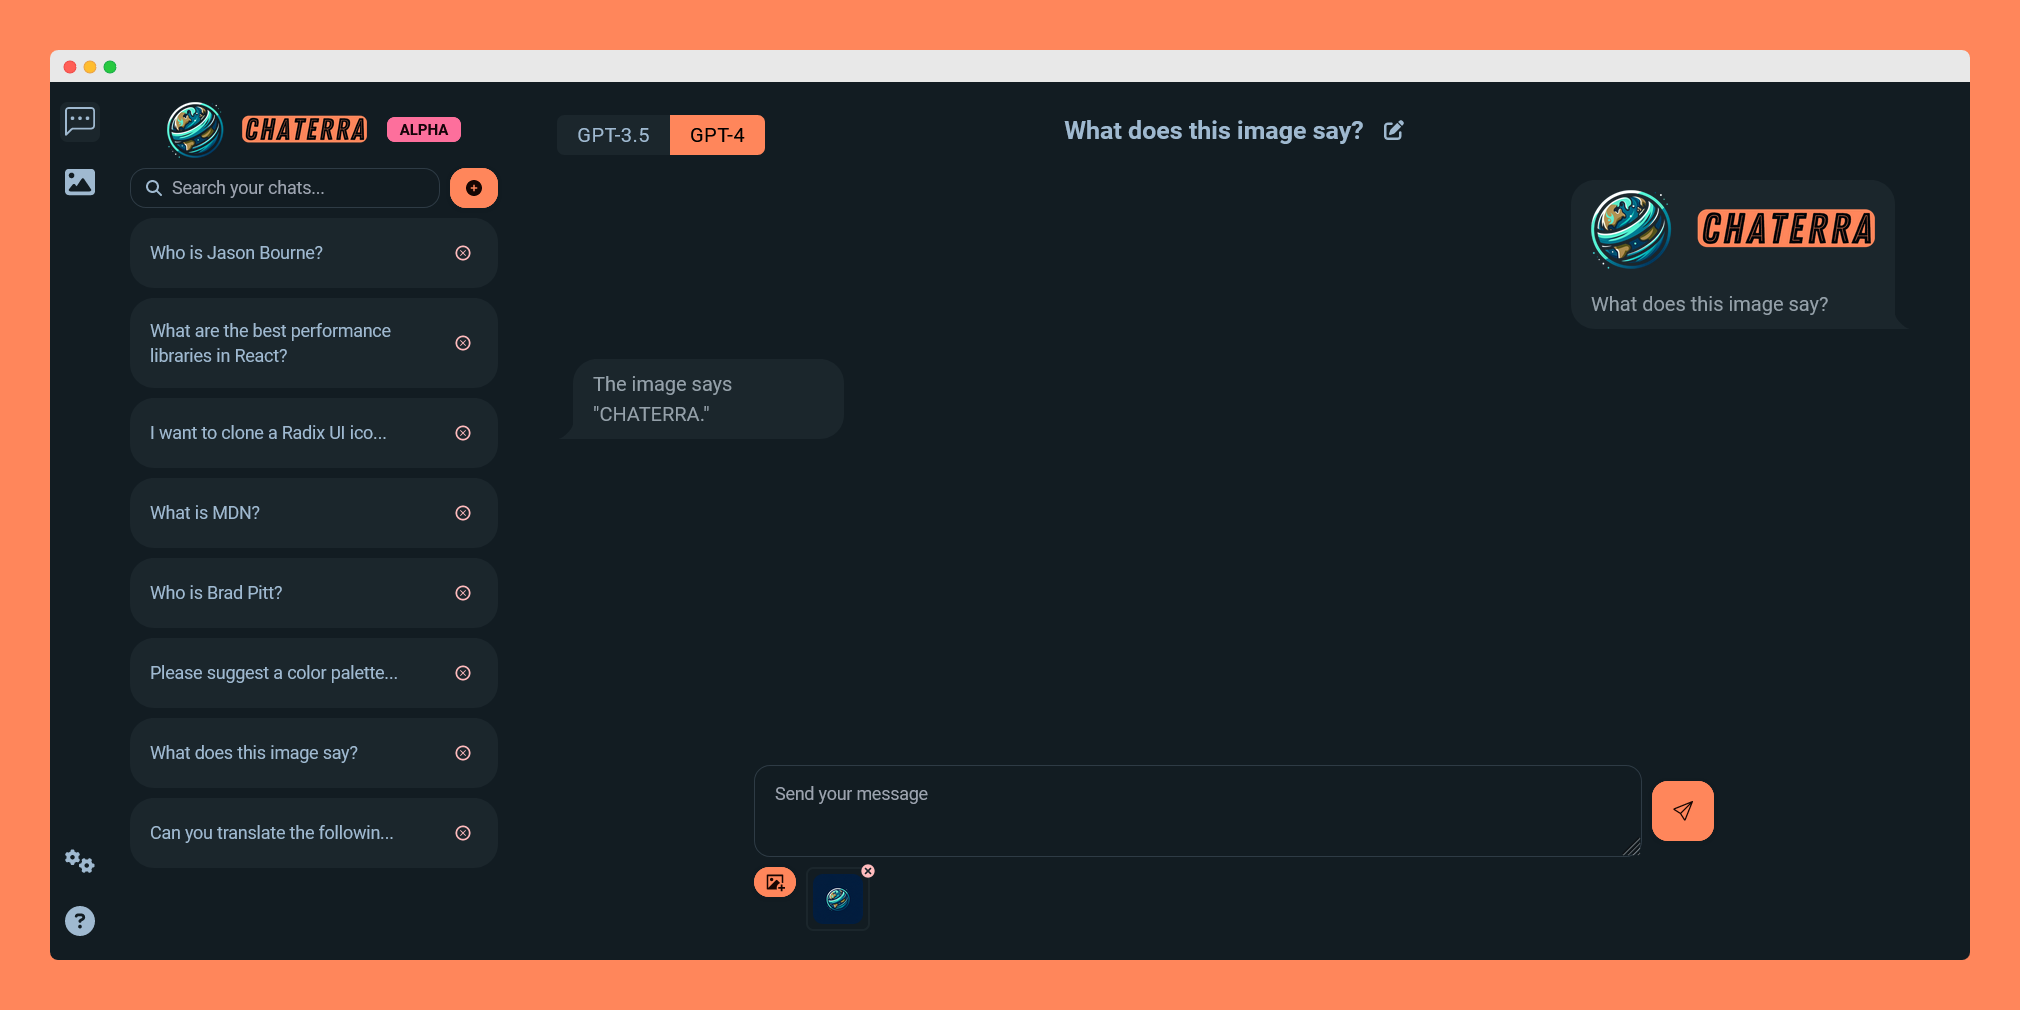 CHATERRA
ALPHA
Search your chats...
Who is Jason Bourne?
What are the best performance
libraries in React?
I want to clone a Radix UI ico...
What is MDN?
Who is Brad Pitt?
Please suggest a color palette...
What does this image say?
Can you translate the followin...
GPT-3.5
GPT-4
What does this image say?
CHATERRA
What does this image say?
The image says
"CHATERRA."
Send your message